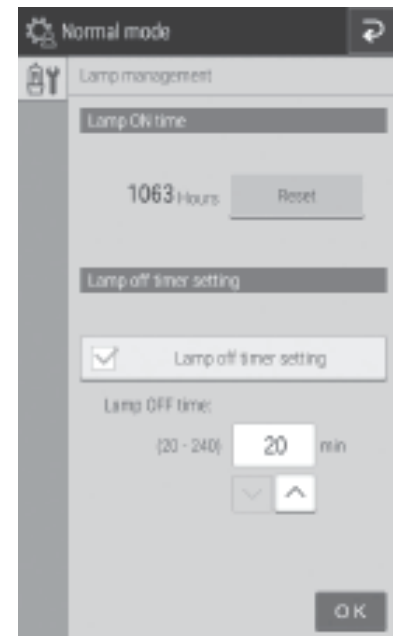 Normal mode
Lamp management
Lamp ON time
1063 Hours Reset
Lamp off timer setting
Lamp off timer setting
Lamp OFF time:
(20 - 240) 20 min
OK